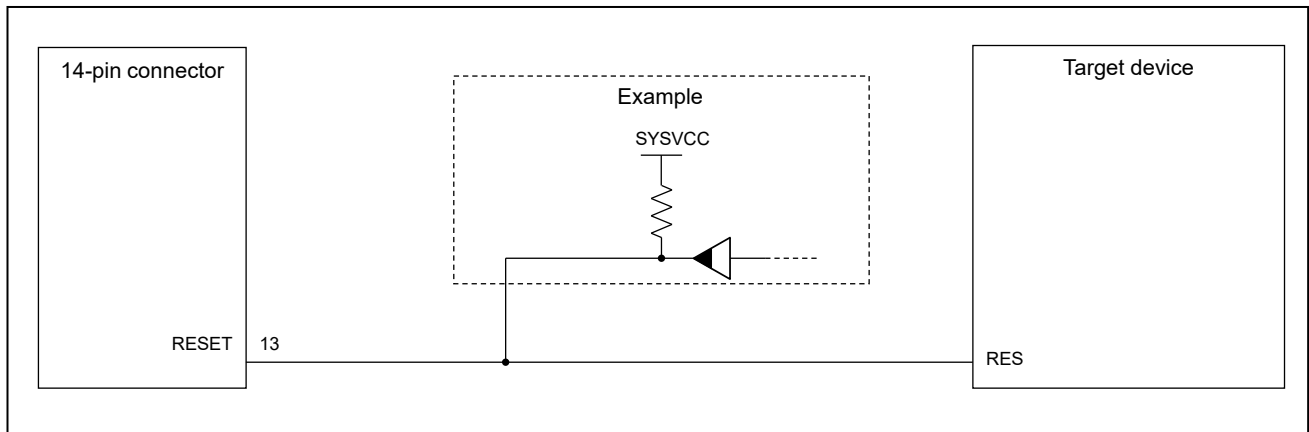 14-pin connector
Target device
Example
SYSVCC
RESET
13
RES